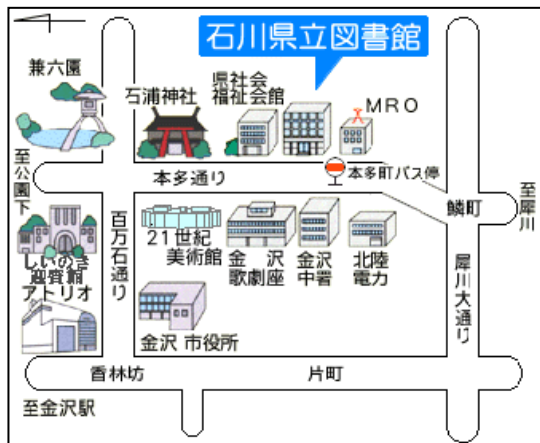 石川県立図書館
兼六園
石浦神社
県社会
福祉会館
MRO
至公園下
本多通り
本多町バス停
鱗町
至犀川
しいのき
迎賓館
百万石通り
21世紀
美術館
金沢
歌劇座
金沢
中署
北陸
電力
犀川大通り
アトリオ
金沢市役所
香林坊
片町
至金沢駅